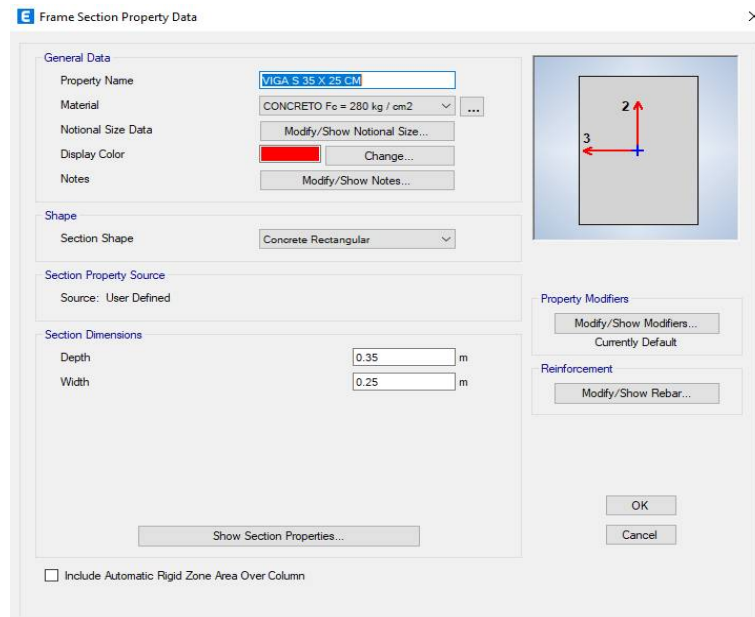 E Frame Section Property Data
General Data
Property Name VIGA S 35 X 25 CM
Material CONCRETO Fc = 280 kg / cm2 ...
Notional Size Data Modify/Show Notional Size...
Display Color Change...
Notes Modify/Show Notes...
Shape
Section Shape Concrete Rectangular
Section Property Source
Source: User Defined
Section Dimensions
Depth 0.35 m
Width 0.25 m
Show Section Properties...
Include Automatic Rigid Zone Area Over Column
2
3
Property Modifiers
Modify/Show Modifiers...
Currently Default
Reinforcement
Modify/Show Rebar...
OK
Cancel